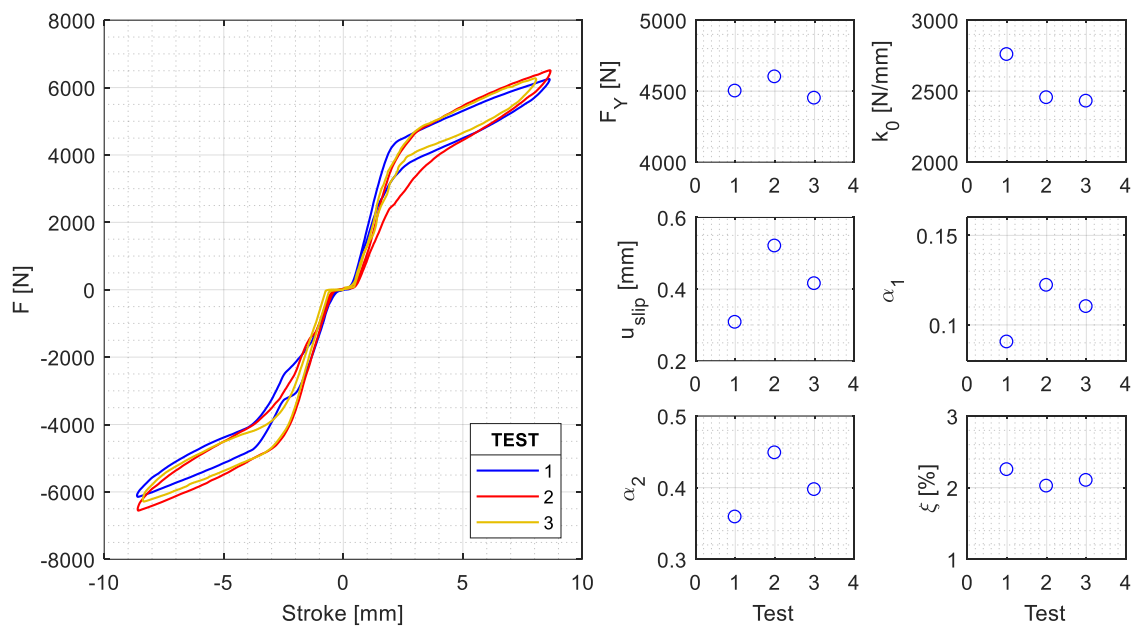 8000
6000
4000
2000
0
-2000
-4000
-6000
-8000
F [N]
-10 -5 0 5 10
Stroke [mm]
TEST
1
2
3
5000
4500
4000
F_Y [N]
0 1 2 3 4
3000
2500
2000
k_0 [N/mm]
0 1 2 3 4
0.6
0.4
0.2
u_slip [mm]
0 1 2 3 4
0.15
0.1
α_1
0 1 2 3 4
0.5
0.4
0.3
α_2
0 1 2 3 4
Test
3
2
1
ξ [%]
0 1 2 3 4
Test